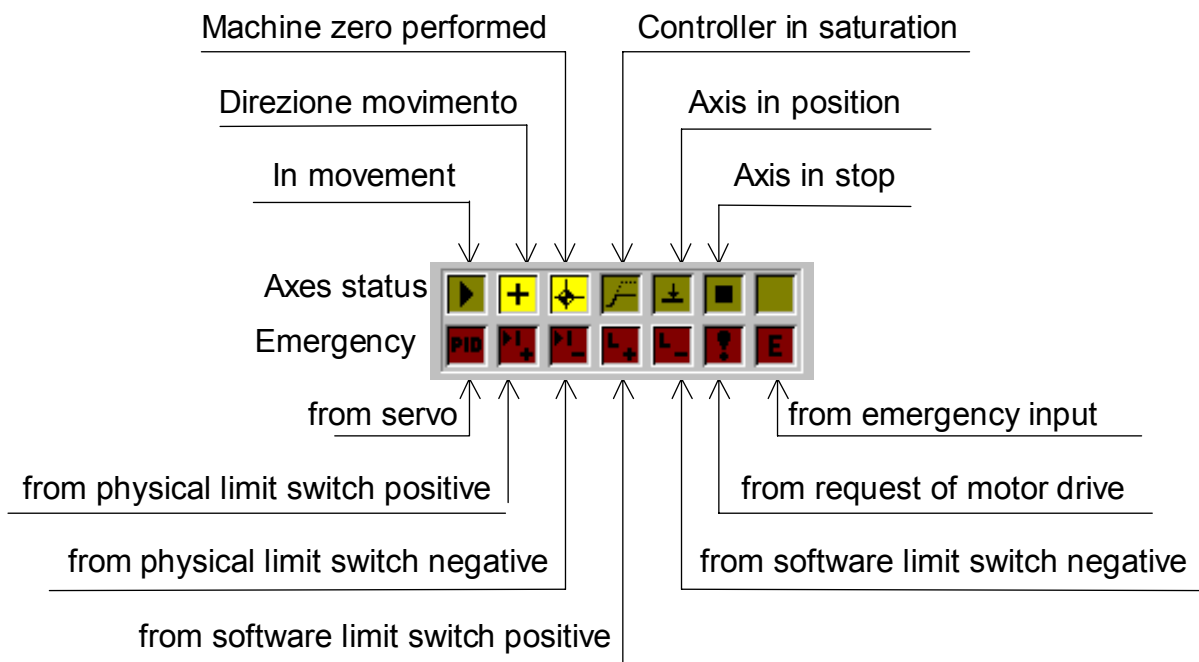 Machine zero performed
Controller in saturation
Direzione movimento
Axis in position
In movement
Axis in stop
Axes status
+
Emergency
PID
+
-
L+
L-
!
E
from servo
from emergency input
from physical limit switch positive
from request of motor drive
from physical limit switch negative
from software limit switch negative
from software limit switch positive